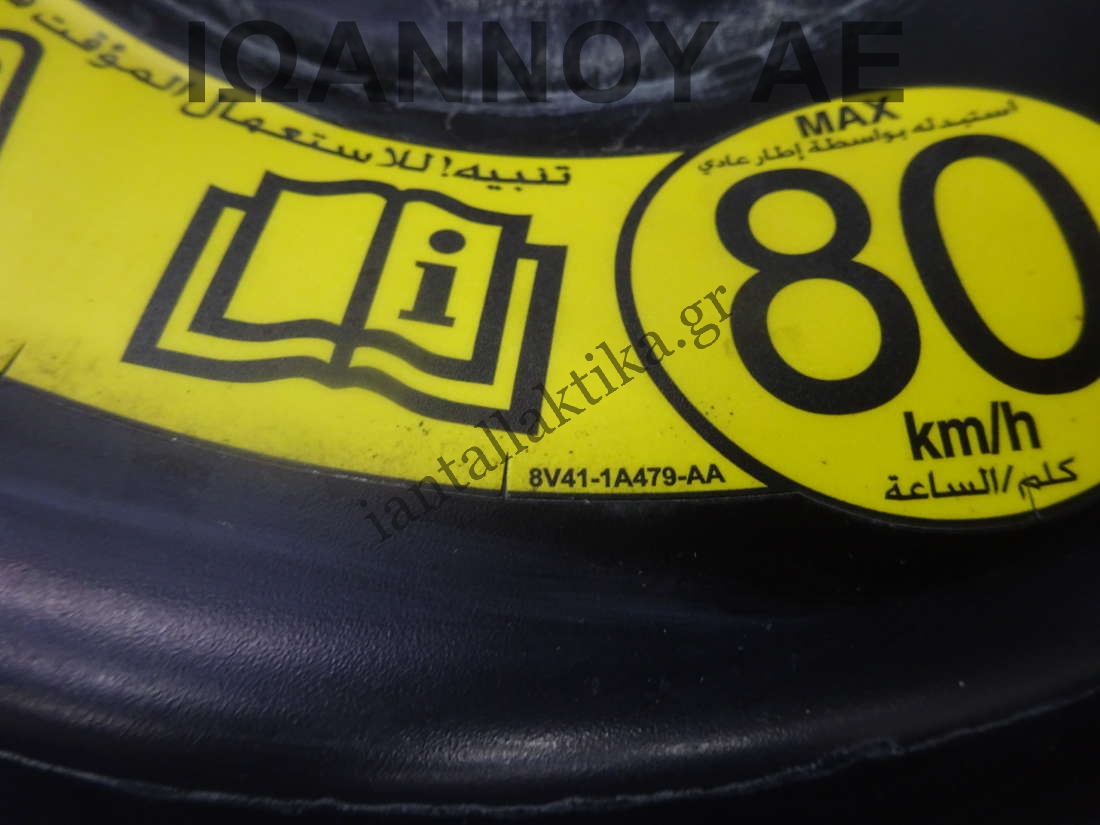 ΙΩΑΝΝΟΥ ΑΕ
تنبيه! للاستعمال المؤقت
MAX
استبدله بواسطة إطار عادي
80
km/h
كلم/الساعة
8V41-1A479-AA
iantallaktika.gr